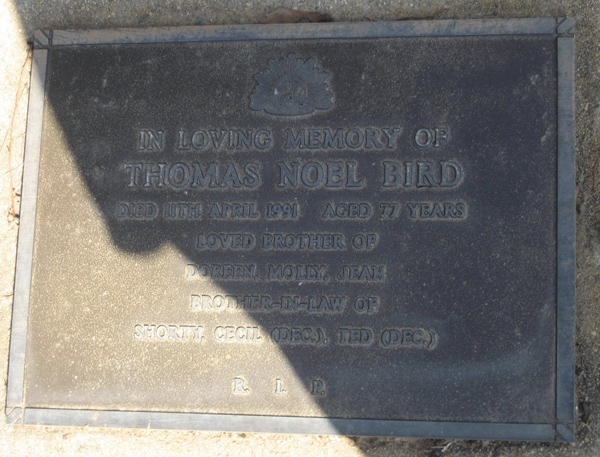 IN LOVING MEMORY OF
THOMAS NOEL BIRD
DIED 11TH APRIL 1991 AGED 77 YEARS
LOVED BROTHER OF
DOREEN, MOLLY, JEAN
BROTHER-IN-LAW OF
SHORTY, CECIL (DEC.), TED (DEC.)
R. I. P.